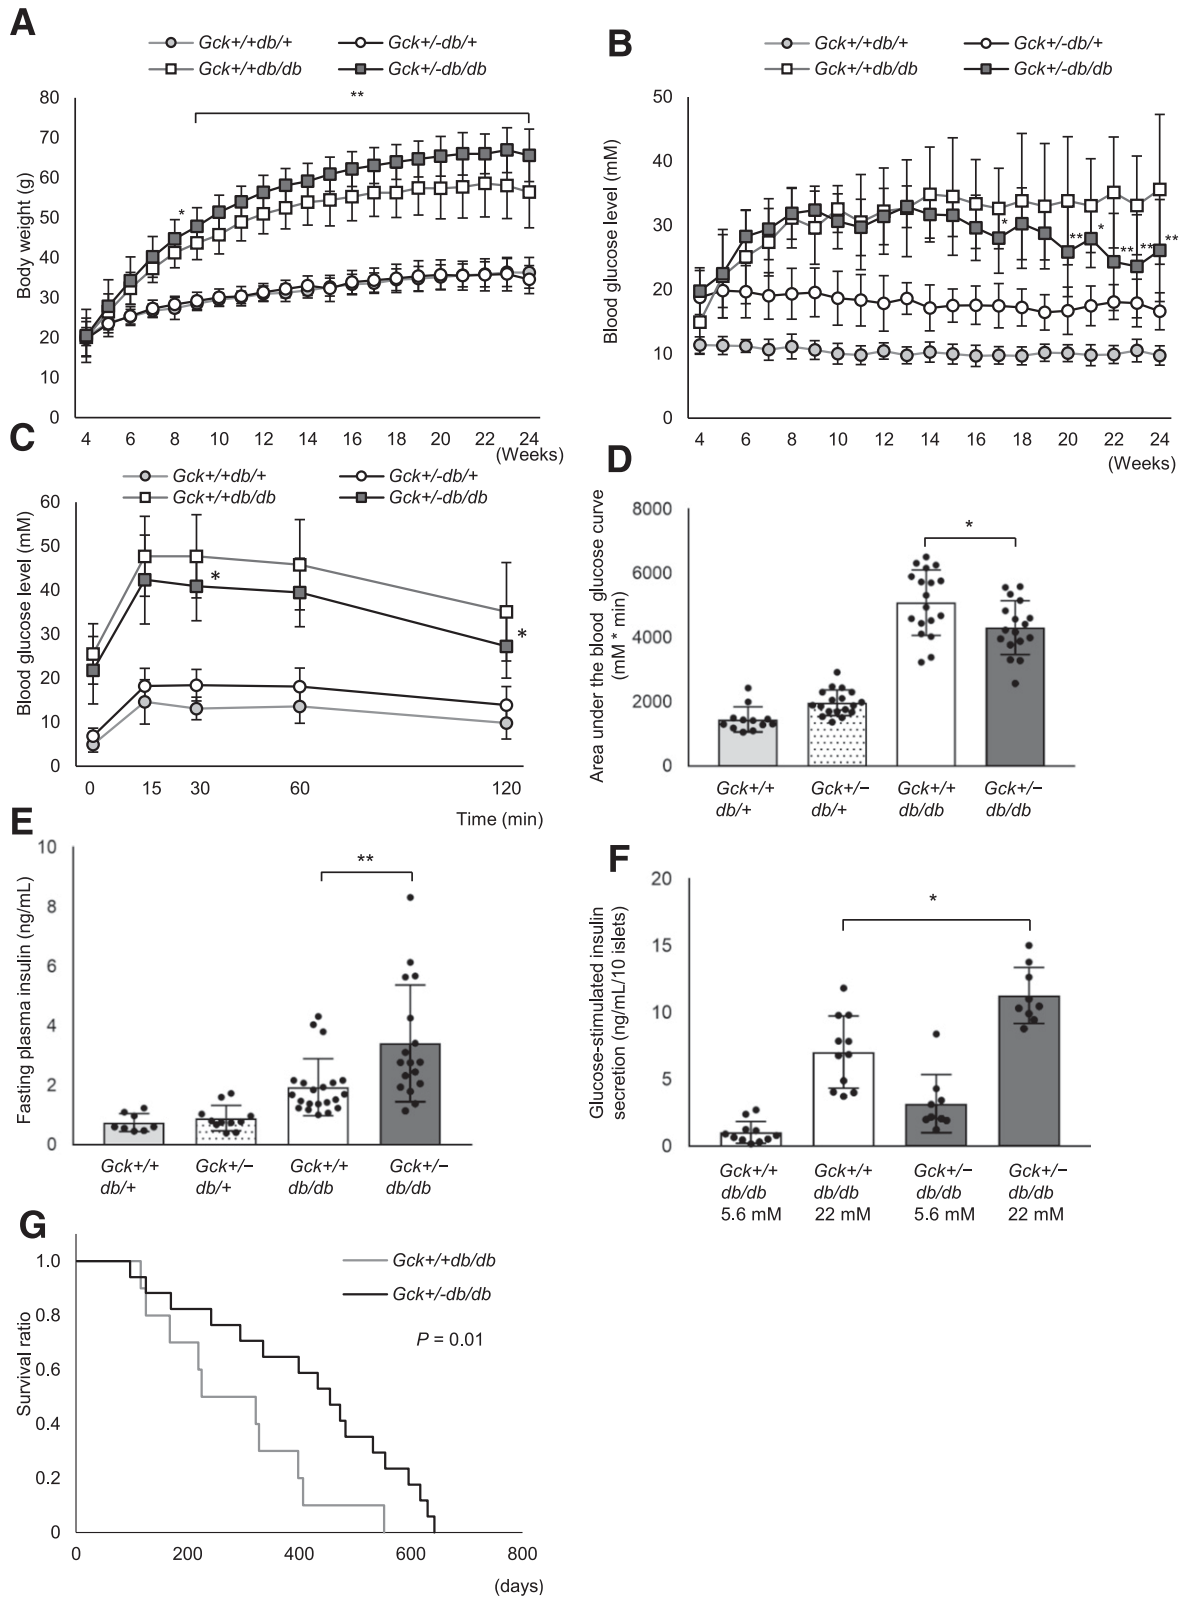 A
Gck+/+db/+
Gck+/-db/+
Gck+/+db/db
Gck+/-db/db
Body weight (g)
80
70
60
50
40
30
20
10
0
*
**
4 6 8 10 12 14 16 18 20 22 24
(Weeks)
B
Gck+/+db/+
Gck+/-db/+
Gck+/+db/db
Gck+/-db/db
Blood glucose level (mM)
50
40
30
20
10
0
* ** * ** ** **
4 6 8 10 12 14 16 18 20 22 24
(Weeks)
C
Gck+/+db/+
Gck+/-db/+
Gck+/+db/db
Gck+/-db/db
Blood glucose level (mM)
60
50
40
30
20
10
0
*
*
0 15 30 60 120
Time (min)
D
Area under the blood glucose curve
(mM * min)
8000
6000
4000
2000
0
*
Gck+/+ Gck+/− Gck+/+ Gck+/−
db/+ db/+ db/db db/db
E
Fasting plasma insulin (ng/mL)
10
8
6
4
2
0
**
Gck+/+ Gck+/− Gck+/+ Gck+/−
db/+ db/+ db/db db/db
F
Glucose-stimulated insulin
secretion (ng/mL/10 islets)
20
15
10
5
0
*
Gck+/+ Gck+/+ Gck+/− Gck+/−
db/db db/db db/db db/db
5.6 mM 22 mM 5.6 mM 22 mM
G
Gck+/+db/db
Gck+/-db/db
P = 0.01
Survival ratio
1.0
0.8
0.6
0.4
0.2
0
0 200 400 600 800
(days)